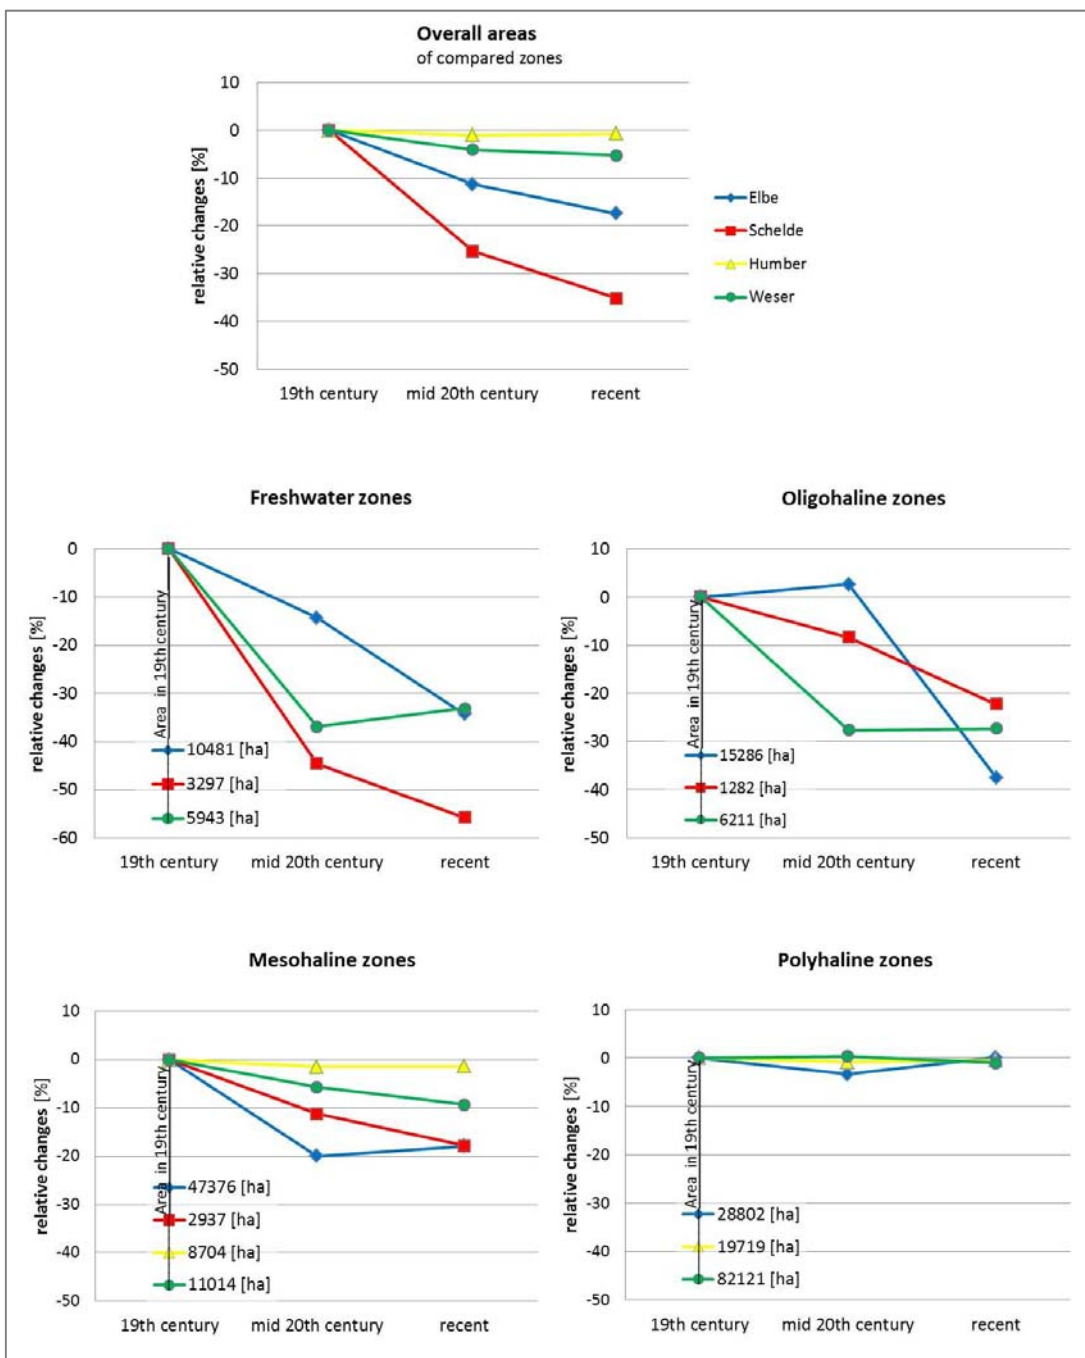 Overall areas
of compared zones
relative changes [%]
10
0
-10
-20
-30
-40
-50
19th century mid 20th century recent
Elbe
Schelde
Humber
Weser
Freshwater zones
relative changes [%]
0
-10
-20
-30
-40
-50
-60
Area in 19th century
10481 [ha]
3297 [ha]
5943 [ha]
19th century mid 20th century recent
Oligohaline zones
relative changes [%]
10
0
-10
-20
-30
-40
-50
Area in 19th century
15286 [ha]
1282 [ha]
6211 [ha]
19th century mid 20th century recent
Mesohaline zones
relative changes [%]
10
0
-10
-20
-30
-40
-50
Area in 19th century
47376 [ha]
2937 [ha]
8704 [ha]
11014 [ha]
19th century mid 20th century recent
Polyhaline zones
relative changes [%]
10
0
-10
-20
-30
-40
-50
Area in 19th century
28802 [ha]
19719 [ha]
82121 [ha]
19th century mid 20th century recent